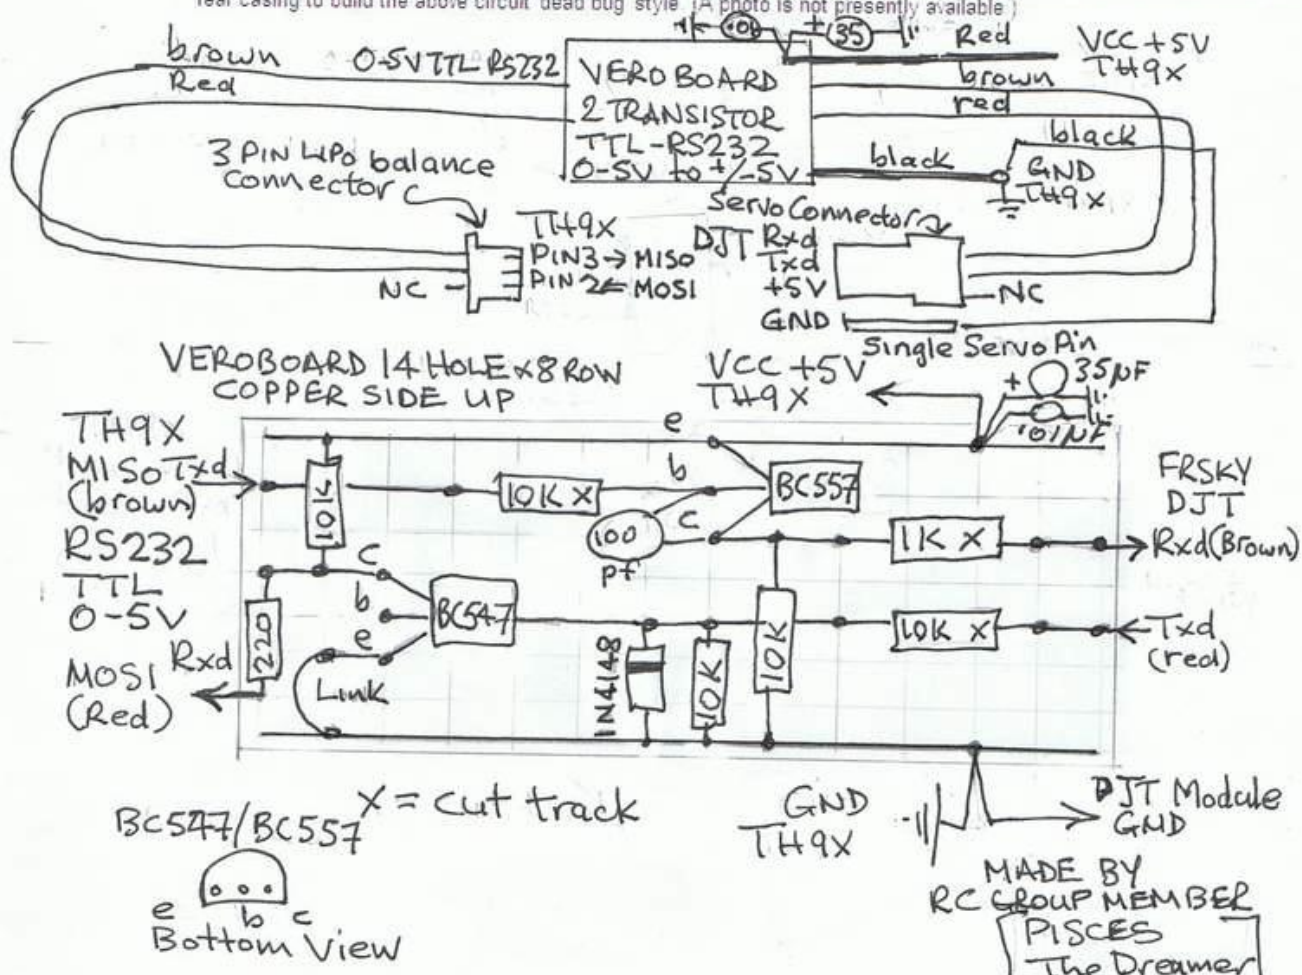 rear casing to build the above circuit 'dead bug' style. (A photo is not presently available )
brown
Red
0-5V TTL RS232
VEROBOARD
2 TRANSISTOR
TTL-RS232
0-5V to +/-5V
.01
+ 35
Red
VCC +5V
TH9X
brown
red
black
black
GND
TH9X
3 PIN LiPo balance
connector
TH9X
PIN3 → MISO
PIN2 ← MOSI
NC
Servo Connector
DJT Rxd
Txd
+5V
GND
NC
Single Servo Pin
VEROBOARD 14 HOLE x 8 ROW
COPPER SIDE UP
VCC +5V
TH9X
+ 35µF
.01µF
TH9X
MISO Txd
(brown)
RS232
TTL
0-5V
MOSI Rxd
(Red)
10K
10K X
e
b
c
BC557
100
pf
1K X
FRSKY
DJT
Rxd (Brown)
c
b
e
BC547
220
Link
1N4148
10K
10K
10K X
Txd
(red)
X = cut track
BC547/BC557
e b c
Bottom View
GND
TH9X
DJT Module
GND
MADE BY
RC GROUP MEMBER
PISCES
The Dreamer